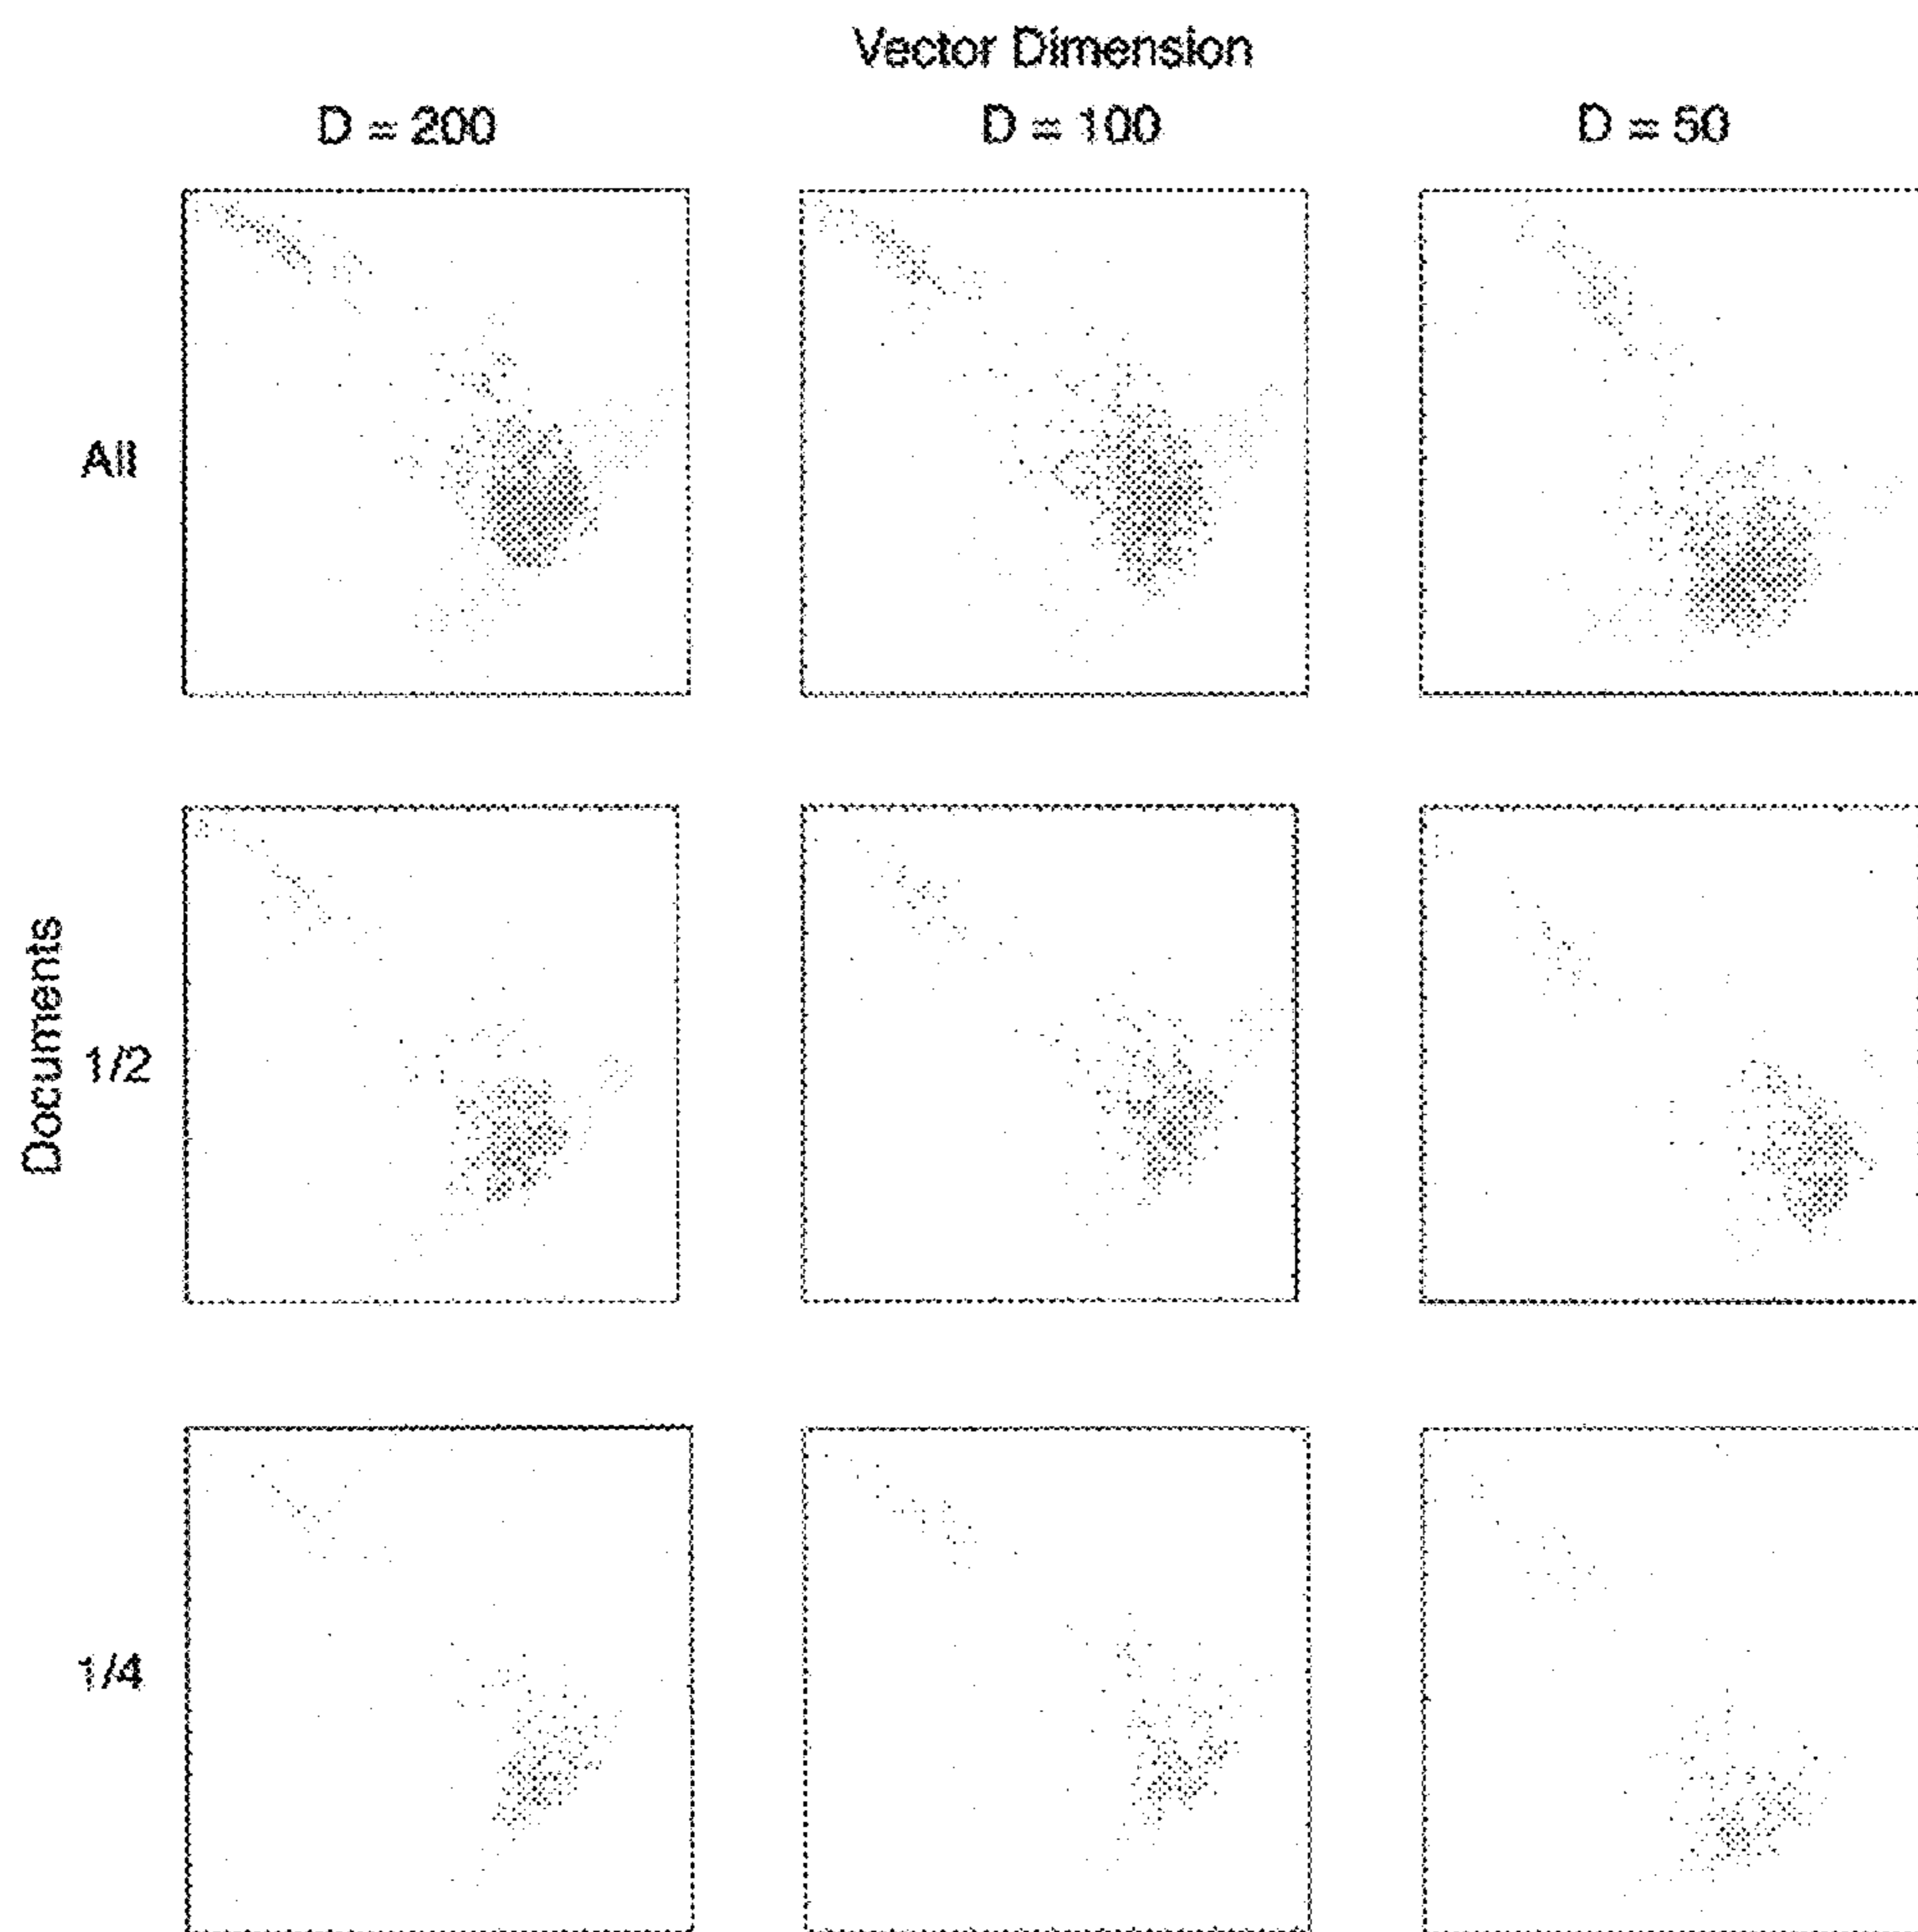 Vector Dimension
D = 200 D = 100 D = 50
All
Documents
1/2
1/4